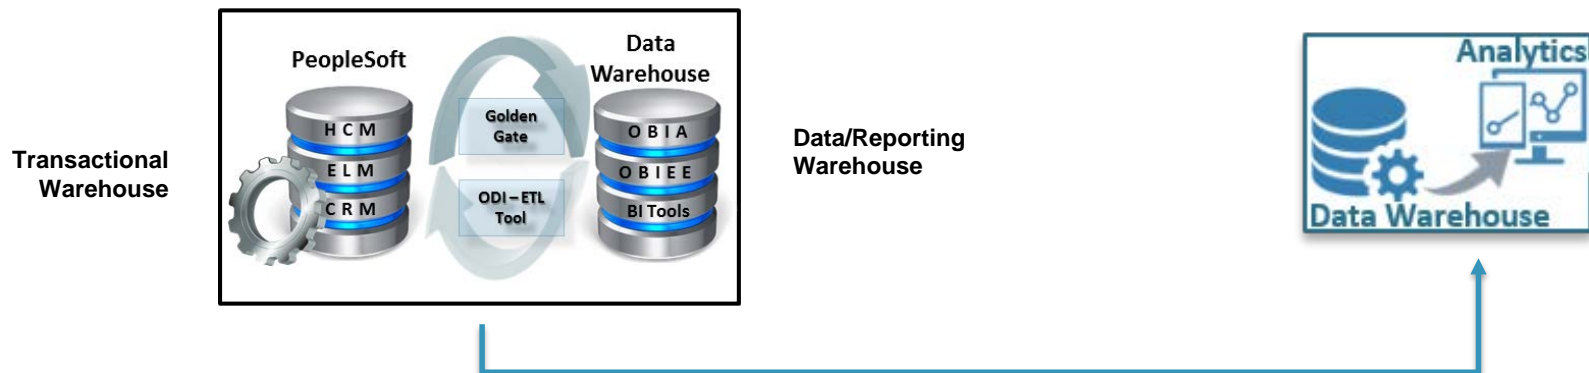 Transactional
Warehouse
PeopleSoft
H C M
E L M
C R M
Golden
Gate
ODI – ETL
Tool
Data
Warehouse
O B I A
O B I E E
BI Tools
Data/Reporting
Warehouse
Analytics
Data Warehouse